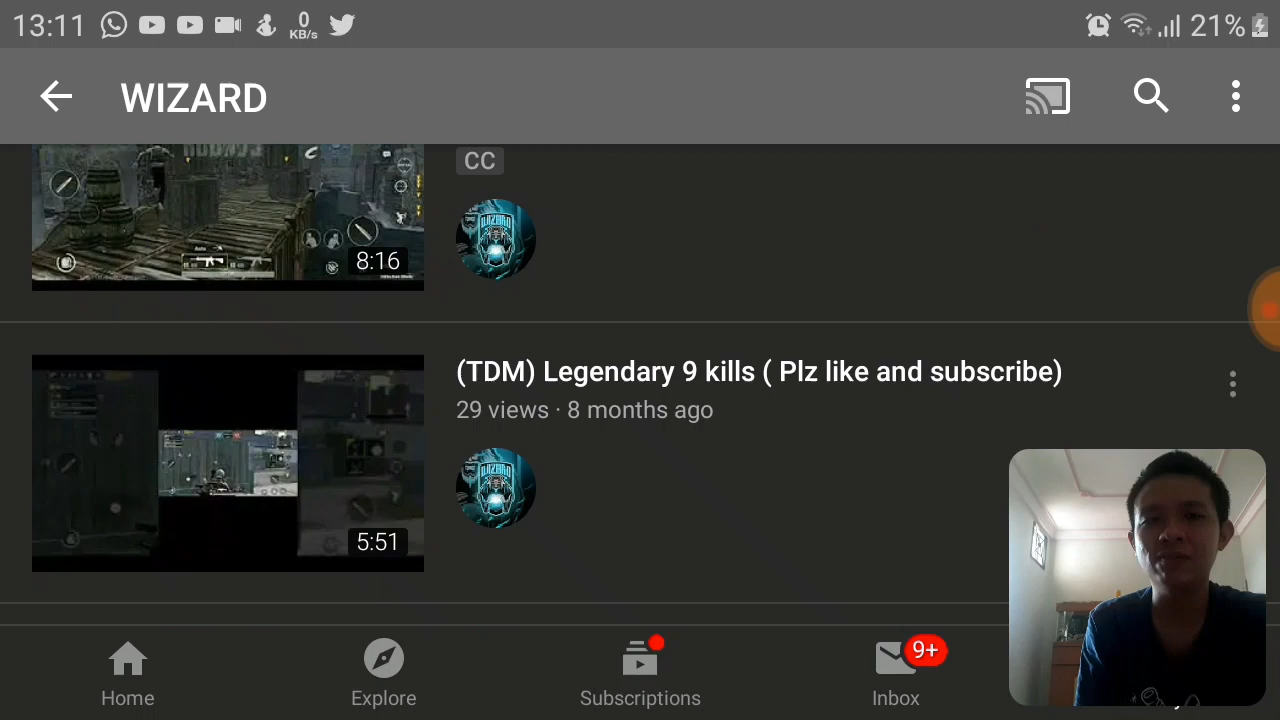 13:11
0
KB/s
21%
WIZARD
CC
8:16
(TDM) Legendary 9 kills ( Plz like and subscribe)
29 views · 8 months ago
5:51
9+
Home
Explore
Subscriptions
Inbox